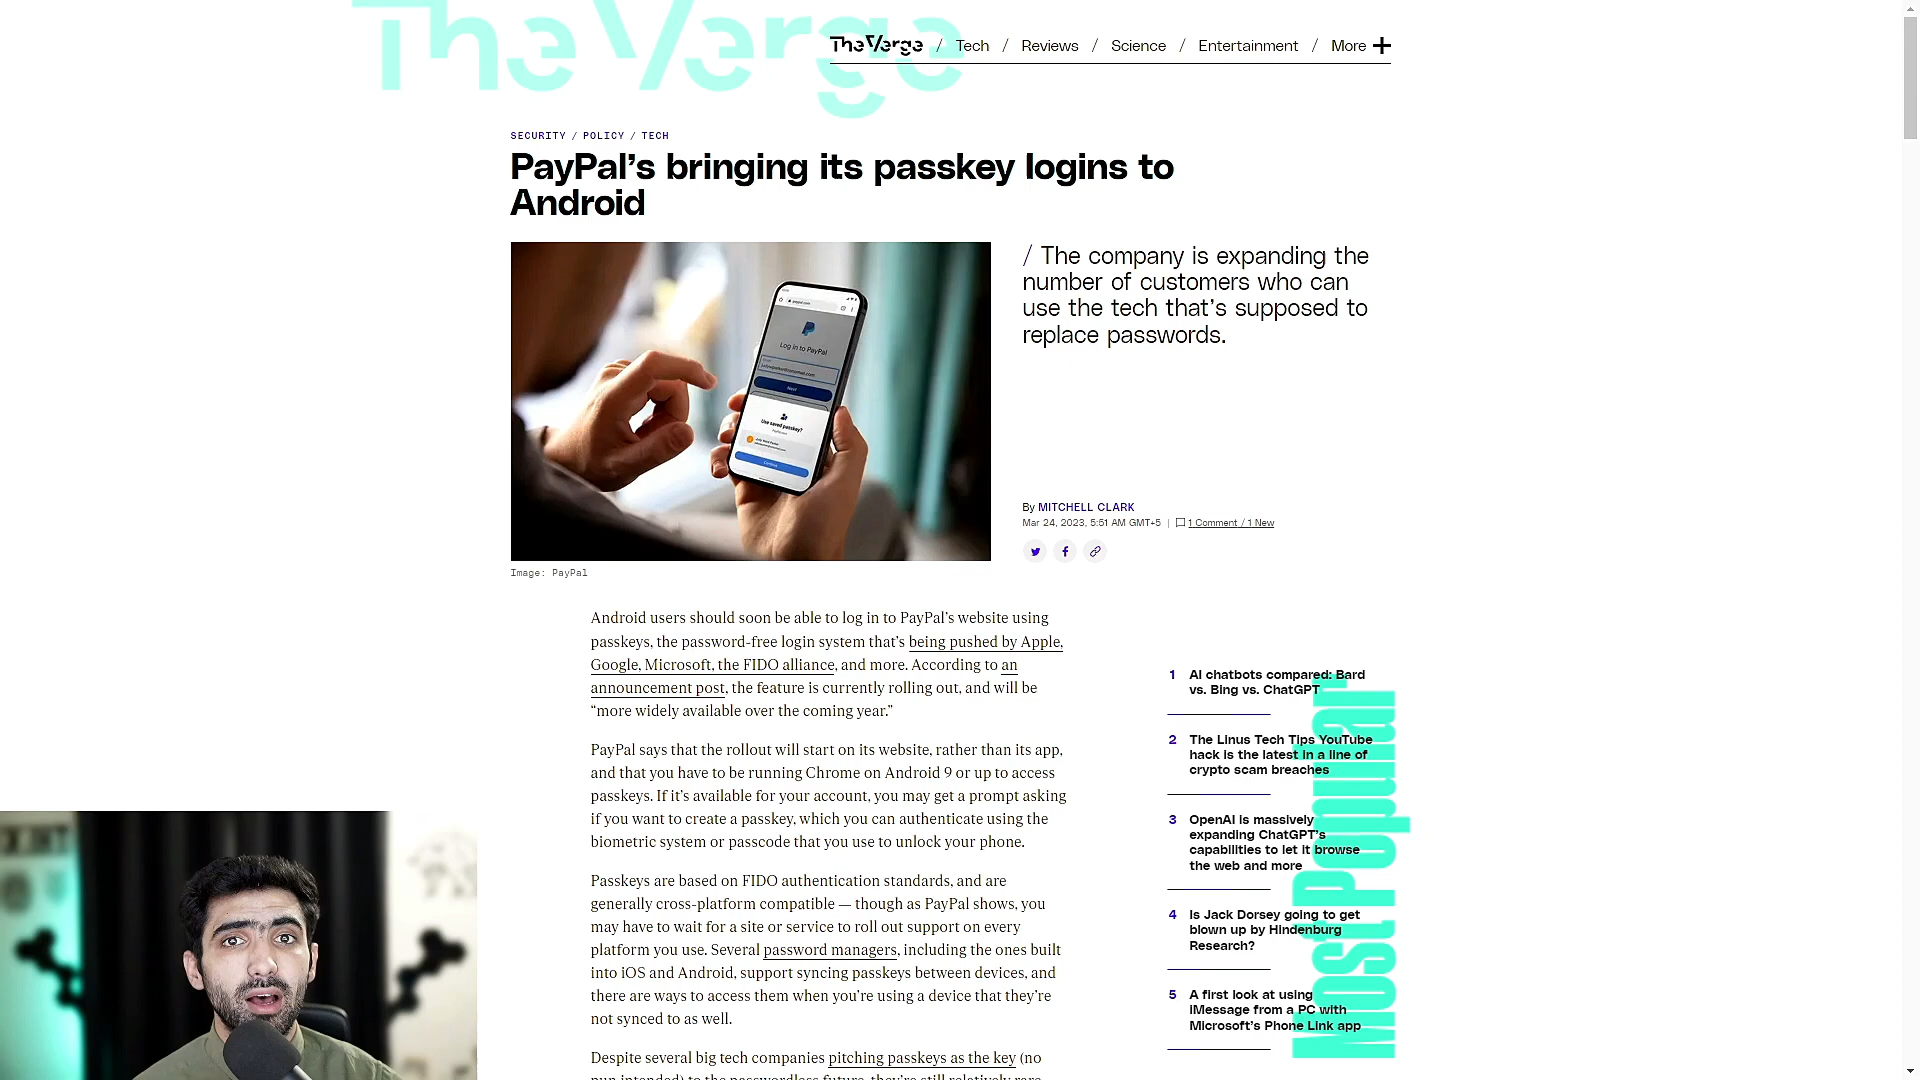 The Verge
The Verge / Tech / Reviews / Science / Entertainment / More
SECURITY / POLICY / TECH
PayPal’s bringing its passkey logins to
Android
/ The company is expanding the
number of customers who can
use the tech that’s supposed to
replace passwords.
Log in to PayPal
Next
Use saved passkey?
Continue
By MITCHELL CLARK
Mar 24, 2023, 5:51 AM GMT+5 | 1 Comment / 1 New
Image: PayPal
Android users should soon be able to log in to PayPal’s website using
passkeys, the password-free login system that’s being pushed by Apple,
Google, Microsoft, the FIDO alliance, and more. According to an
announcement post, the feature is currently rolling out, and will be
“more widely available over the coming year.”
PayPal says that the rollout will start on its website, rather than its app,
and that you have to be running Chrome on Android 9 or up to access
passkeys. If it’s available for your account, you may get a prompt asking
if you want to create a passkey, which you can authenticate using the
biometric system or passcode that you use to unlock your phone.
Passkeys are based on FIDO authentication standards, and are
generally cross-platform compatible — though as PayPal shows, you
may have to wait for a site or service to roll out support on every
platform you use. Several password managers, including the ones built
into iOS and Android, support syncing passkeys between devices, and
there are ways to access them when you’re using a device that they’re
not synced to as well.
Despite several big tech companies pitching passkeys as the key (no
pun intended) to the passwordless future, they’re still relatively rare
Most Popular
1 AI chatbots compared: Bard
vs. Bing vs. ChatGPT
2 The Linus Tech Tips YouTube
hack is the latest in a line of
crypto scam breaches
3 OpenAI is massively
expanding ChatGPT’s
capabilities to let it browse
the web and more
4 Is Jack Dorsey going to get
blown up by Hindenburg
Research?
5 A first look at using
iMessage from a PC with
Microsoft’s Phone Link app